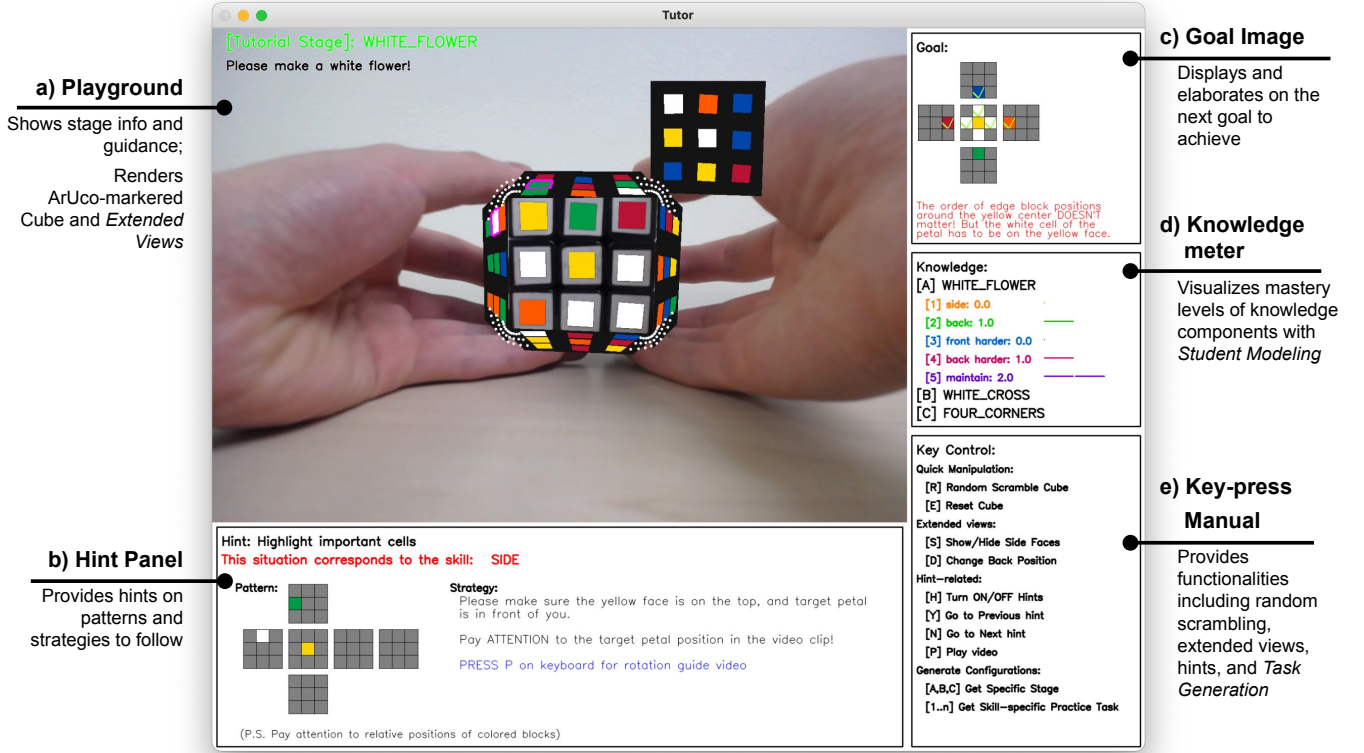 Tutor
a) Playground
Shows stage info and
guidance;
Renders
ArUco-markered
Cube and Extended
Views
b) Hint Panel
Provides hints on
patterns and
strategies to follow
[Tutorial Stage]: WHITE_FLOWER
Please make a white flower!
Hint: Highlight important cells
This situation corresponds to the skill: SIDE
Pattern:
Strategy:
Please make sure the yellow face is on the top, and target petal
is in front of you.
Pay ATTENTION to the target petal position in the video clip!
PRESS P on keyboard for rotation guide video
(P.S. Pay attention to relative positions of colored blocks)
Goal:
The order of edge block positions
around the yellow center DOESN'T
matter! But the white cell of the
petal has to be on the yellow face.
Knowledge:
[A] WHITE_FLOWER
[1] side: 0.0
[2] back: 1.0
[3] front harder: 0.0
[4] back harder: 1.0
[5] maintain: 2.0
[B] WHITE_CROSS
[C] FOUR_CORNERS
Key Control:
Quick Manipulation:
[R] Random Scramble Cube
[E] Reset Cube
Extended views:
[S] Show/Hide Side Faces
[D] Change Back Position
Hint-related:
[H] Turn ON/OFF Hints
[Y] Go to Previous hint
[N] Go to Next hint
[P] Play video
Generate Configurations:
[A,B,C] Get Specific Stage
[1..n] Get Skill-specific Practice Task
c) Goal Image
Displays and
elaborates on the
next goal to
achieve
d) Knowledge
meter
Visualizes mastery
levels of knowledge
components with
Student Modeling
e) Key-press
Manual
Provides
functionalities
including random
scrambling,
extended views,
hints, and Task
Generation